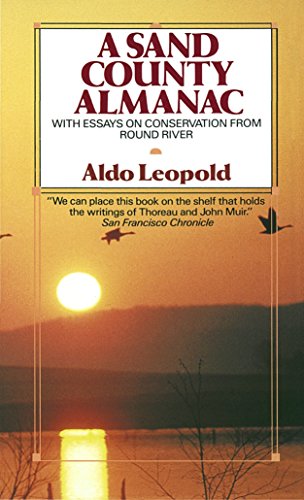 A SAND
COUNTY
ALMANAC
WITH ESSAYS ON CONSERVATION FROM
ROUND RIVER
Aldo Leopold
"We can place this book on the shelf that holds
the writings of Thoreau and John Muir."
San Francisco Chronicle